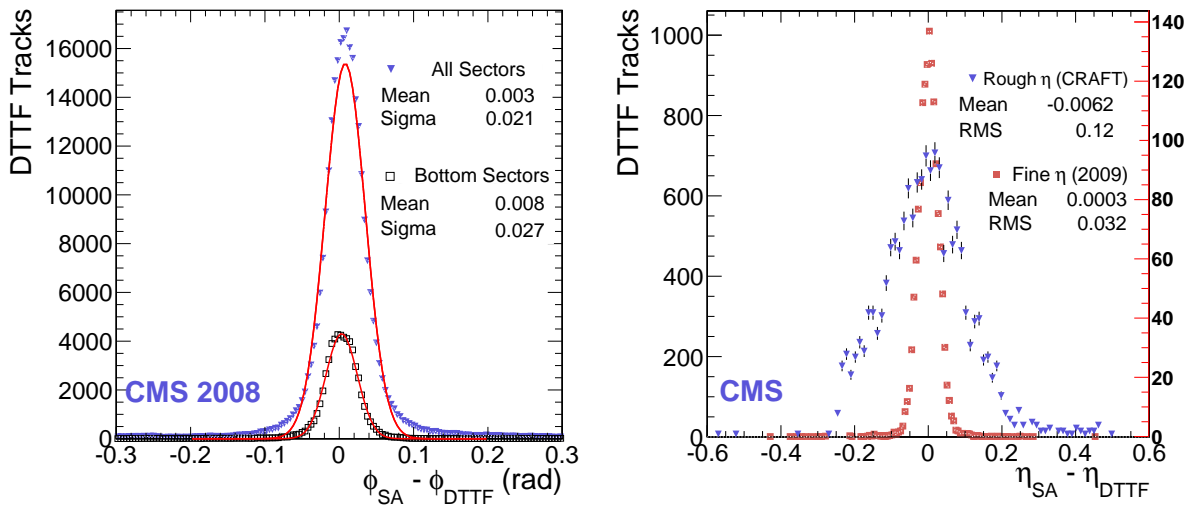 DTTF Tracks
16000
14000
12000
10000
8000
6000
4000
2000
0
All Sectors
Mean 0.003
Sigma 0.021
Bottom Sectors
Mean 0.008
Sigma 0.027
CMS 2008
-0.3 -0.2 -0.1 0 0.1 0.2 0.3
ϕSA - ϕDTTF (rad)
DTTF Tracks
1000
800
600
400
200
0
Rough η (CRAFT)
Mean -0.0062
RMS 0.12
Fine η (2009)
Mean 0.0003
RMS 0.032
CMS
140
120
100
80
60
40
20
0
-0.6 -0.4 -0.2 0 0.2 0.4 0.6
ηSA - ηDTTF